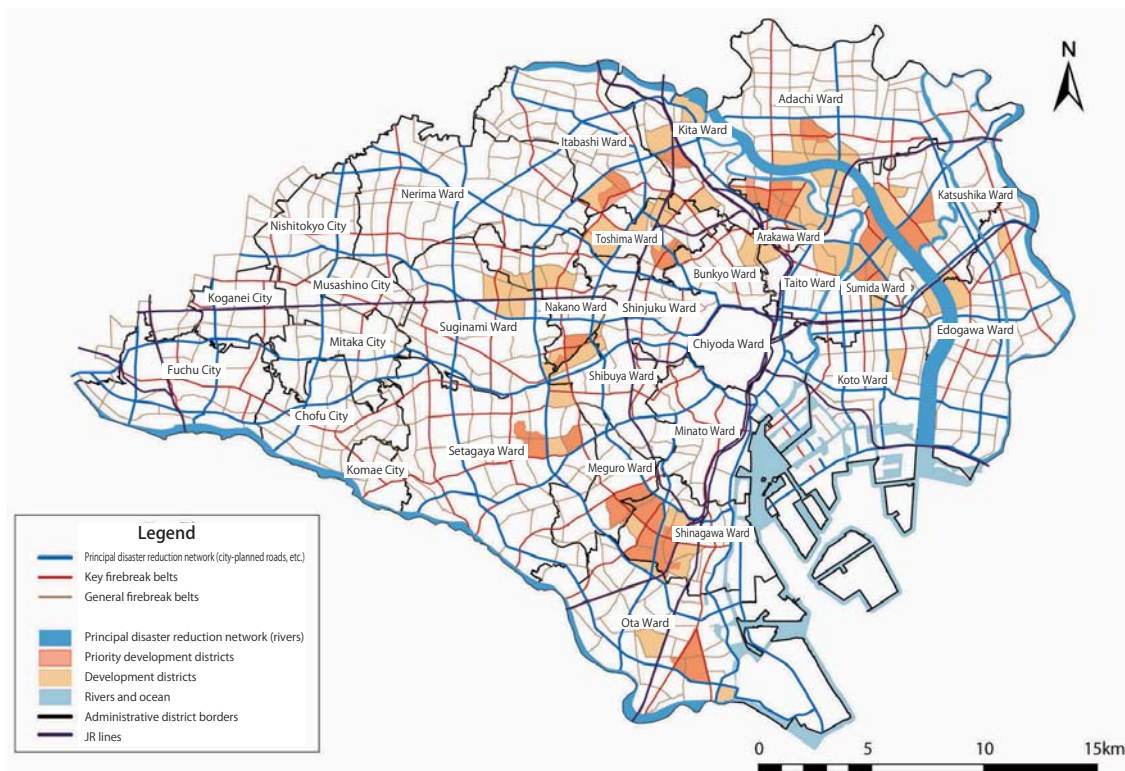 N
Adachi Ward
Kita Ward
Itabashi Ward
Katsushika Ward
Nerima Ward
Nishitokyo City
Toshima Ward
Arakawa Ward
Bunkyo Ward
Taito Ward
Sumida Ward
Musashino City
Koganei City
Nakano Ward
Shinjuku Ward
Suginami Ward
Edogawa Ward
Mitaka City
Chiyoda Ward
Fuchu City
Shibuya Ward
Koto Ward
Chofu City
Minato Ward
Setagaya Ward
Komae City
Meguro Ward
Shinagawa Ward
Ota Ward
Legend
Principal disaster reduction network (city-planned roads, etc.)
Key firebreak belts
General firebreak belts
Principal disaster reduction network (rivers)
Priority development districts
Development districts
Rivers and ocean
Administrative district borders
JR lines
0 5 10 15km